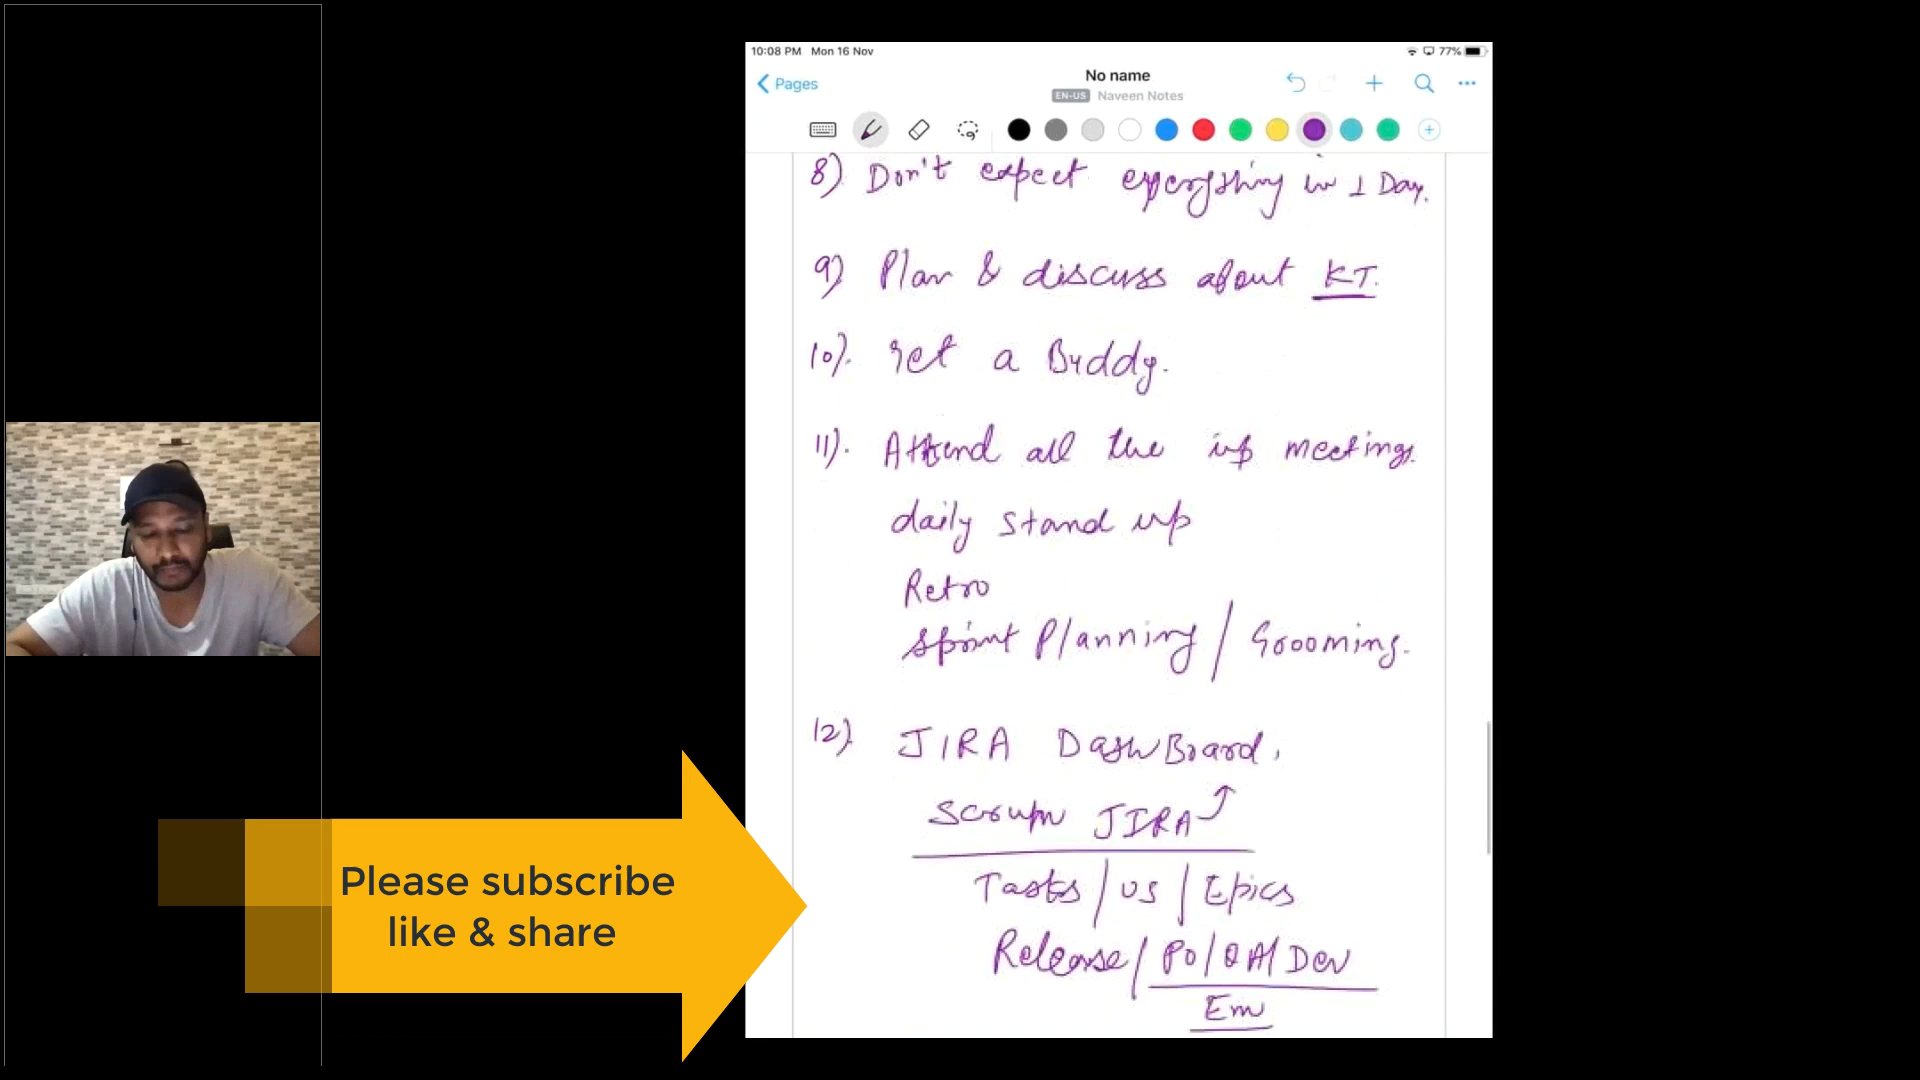 10:08 PM Mon 16 Nov
77%
Pages
No name
EN-US Naveen Notes
8) Don't expect everything in 1 Day.
9) Plan & discuss about KT.
10). get a Buddy.
11). Attend all the imp meetings.
daily stand up
Retro
Sprint Planning / Grooming.
12) JIRA DashBoard.
Scrum JIRA
Tasks / US / Epics
Release / PO / QA / Dev
Em
Please subscribe
like & share